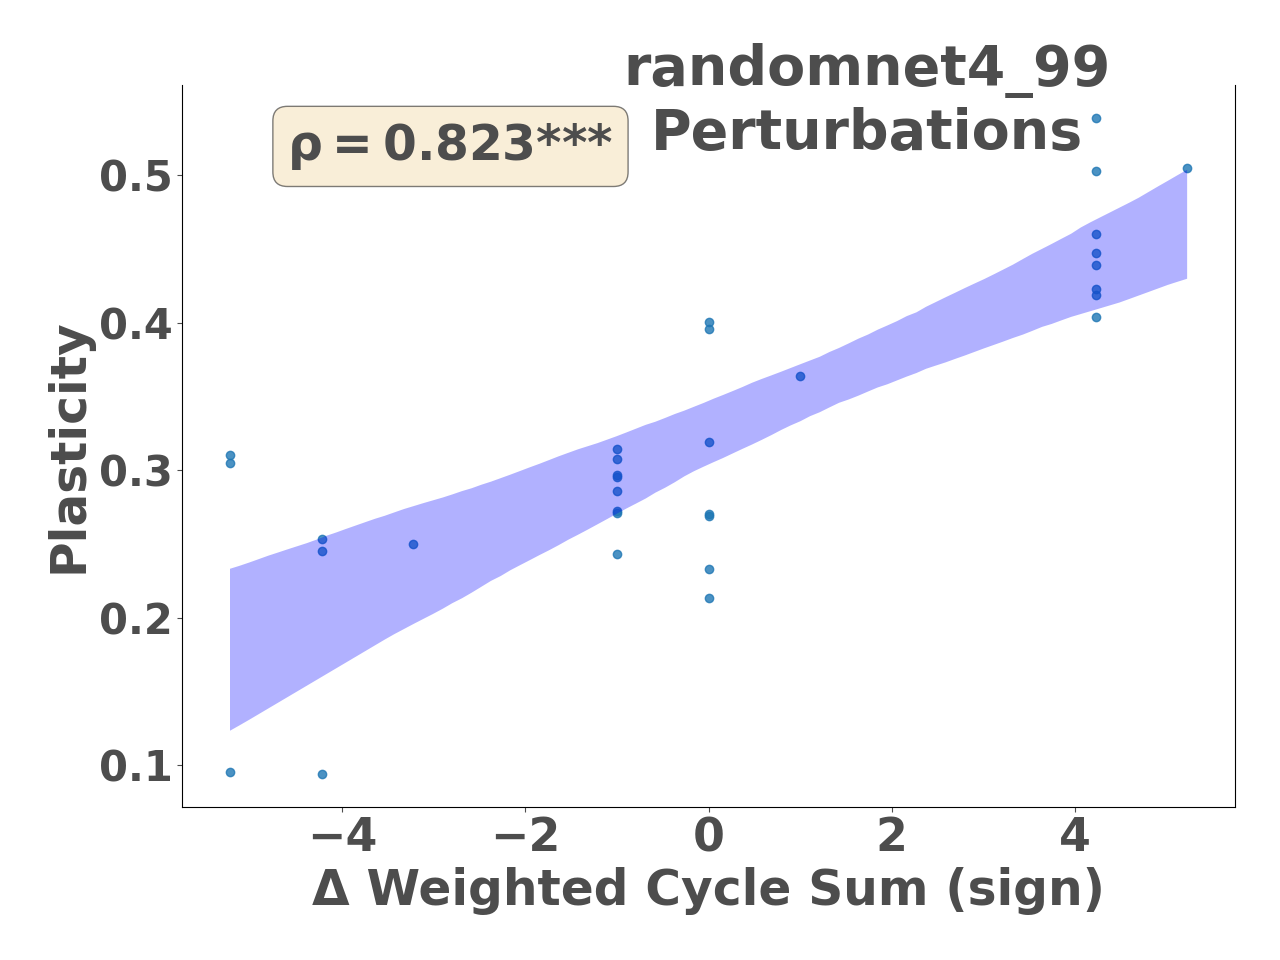 randomnet4_99
Perturbations
ρ = 0.823***
0.5
0.4
0.3
0.2
0.1
Plasticity
−4 −2 0 2 4
Δ Weighted Cycle Sum (sign)